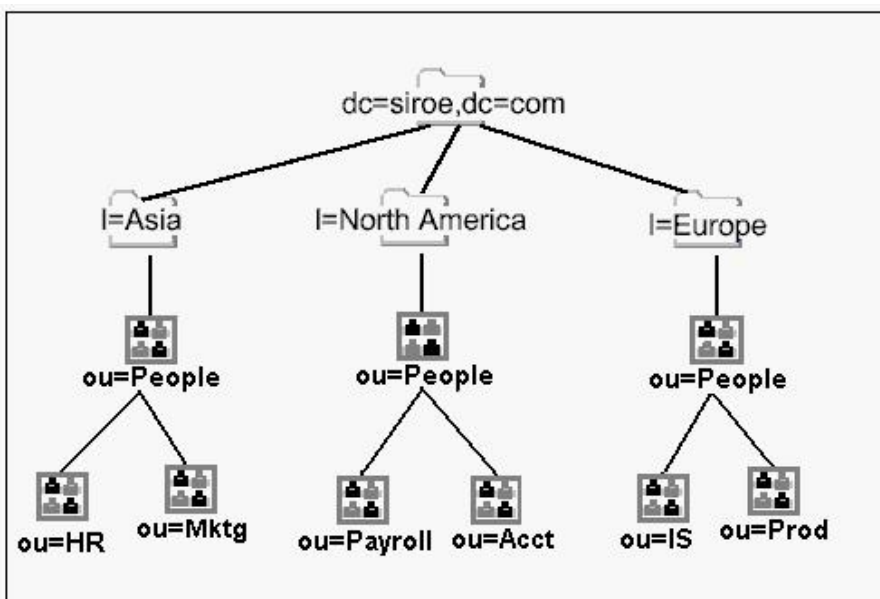 dc=siroe,dc=com
l=Asia
l=North America
l=Europe
ou=People
ou=People
ou=People
ou=HR
ou=Mktg
ou=Payroll
ou=Acct
ou=IS
ou=Prod